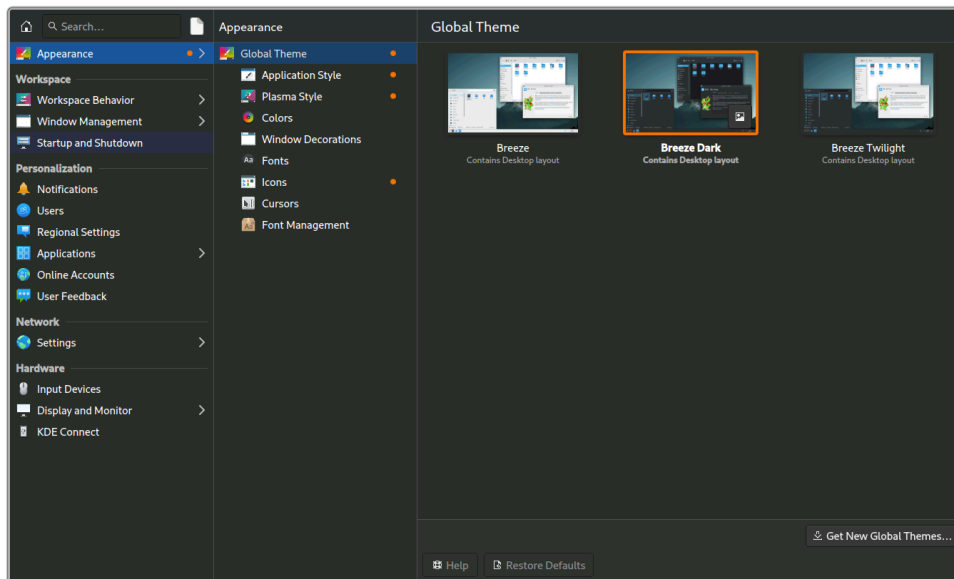 Search...
Appearance
Workspace
Workspace Behavior
Window Management
Startup and Shutdown
Personalization
Notifications
Users
Regional Settings
Applications
Online Accounts
User Feedback
Network
Settings
Hardware
Input Devices
Display and Monitor
KDE Connect
Appearance
Global Theme
Application Style
Plasma Style
Colors
Window Decorations
Aa Fonts
Icons
Cursors
Font Management
Global Theme
Breeze
Contains Desktop layout
Breeze Dark
Contains Desktop layout
Breeze Twilight
Contains Desktop layout
Get New Global Themes...
Help
Restore Defaults